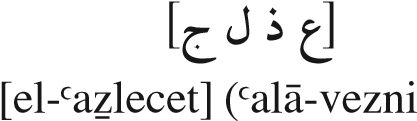 [ع ذ ل ج]
[el-ʿaẕlecet] (ʿalā-vezni